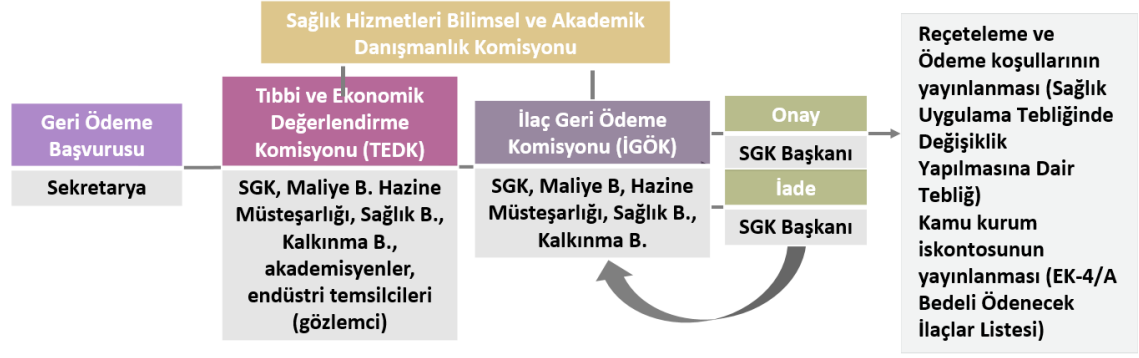 Sağlık Hizmetleri Bilimsel ve Akademik
Danışmanlık Komisyonu
Geri Ödeme
Başvurusu
Sekretarya
Tıbbi ve Ekonomik
Değerlendirme
Komisyonu (TEDK)
SGK, Maliye B. Hazine
Müsteşarlığı, Sağlık B.,
Kalkınma B.,
akademisyenler,
endüstri temsilcileri
(gözlemci)
İlaç Geri Ödeme
Komisyonu (İGÖK)
SGK, Maliye B, Hazine
Müsteşarlığı, Sağlık B.,
Kalkınma B.
Onay
SGK Başkanı
İade
SGK Başkanı
Reçeteleme ve
Ödeme koşullarının
yayınlanması (Sağlık
Uygulama Tebliğinde
Değişiklik
Yapılmasına Dair
Tebliğ)
Kamu kurum
iskontosunun
yayınlanması (EK-4/A
Bedeli Ödenecek
İlaçlar Listesi)